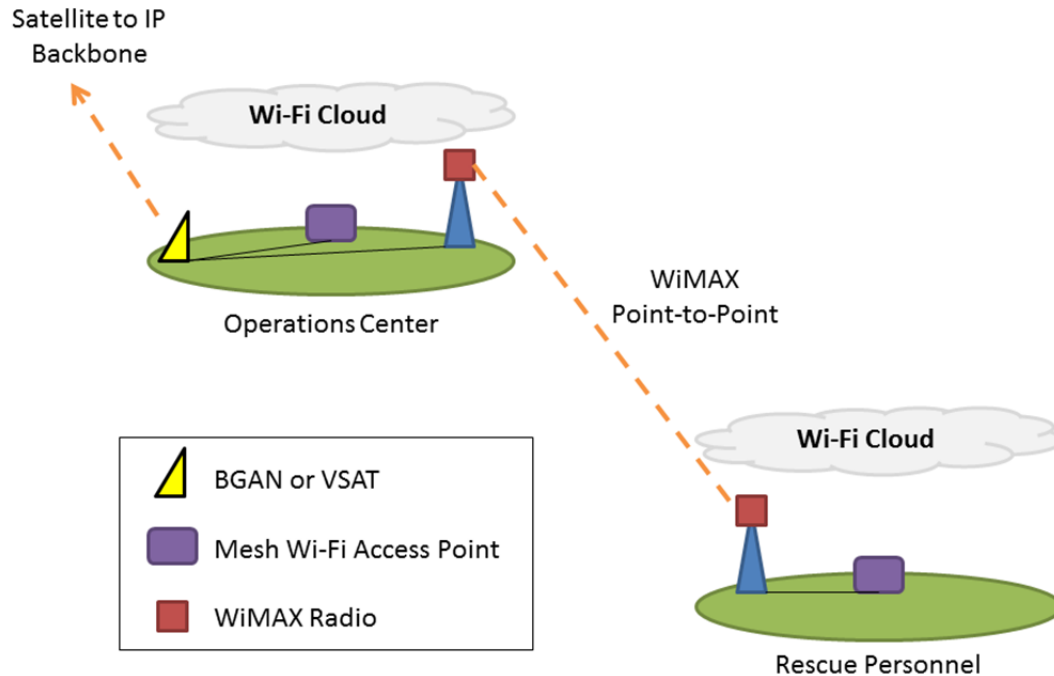 Satellite to IP
Backbone
Wi-Fi Cloud
Operations Center
WiMAX
Point-to-Point
Wi-Fi Cloud
BGAN or VSAT
Mesh Wi-Fi Access Point
WiMAX Radio
Rescue Personnel